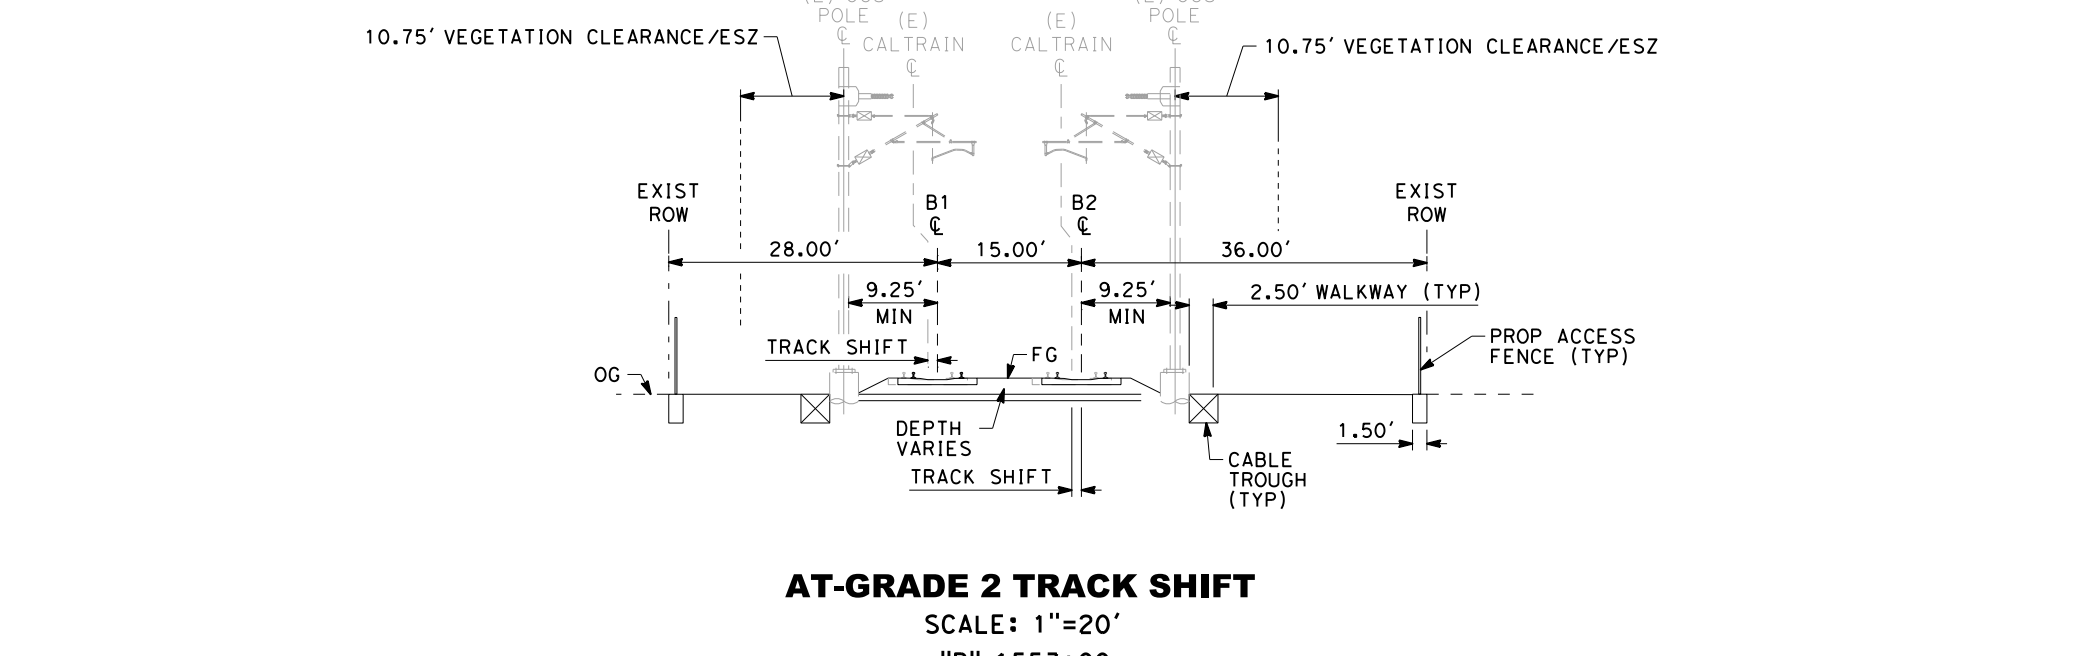 POLE
POLE
(E)
CALTRAIN
℄
(E)
CALTRAIN
℄
℄
℄
10.75' VEGETATION CLEARANCE/ESZ
10.75' VEGETATION CLEARANCE/ESZ
EXIST
ROW
B1
℄
B2
℄
EXIST
ROW
28.00'
15.00'
36.00'
9.25'
MIN
9.25'
MIN
2.50' WALKWAY (TYP)
TRACK SHIFT
FG
PROP ACCESS
FENCE (TYP)
OG
DEPTH
VARIES
1.50'
TRACK SHIFT
CABLE
TROUGH
(TYP)
AT-GRADE 2 TRACK SHIFT
SCALE: 1"=20'